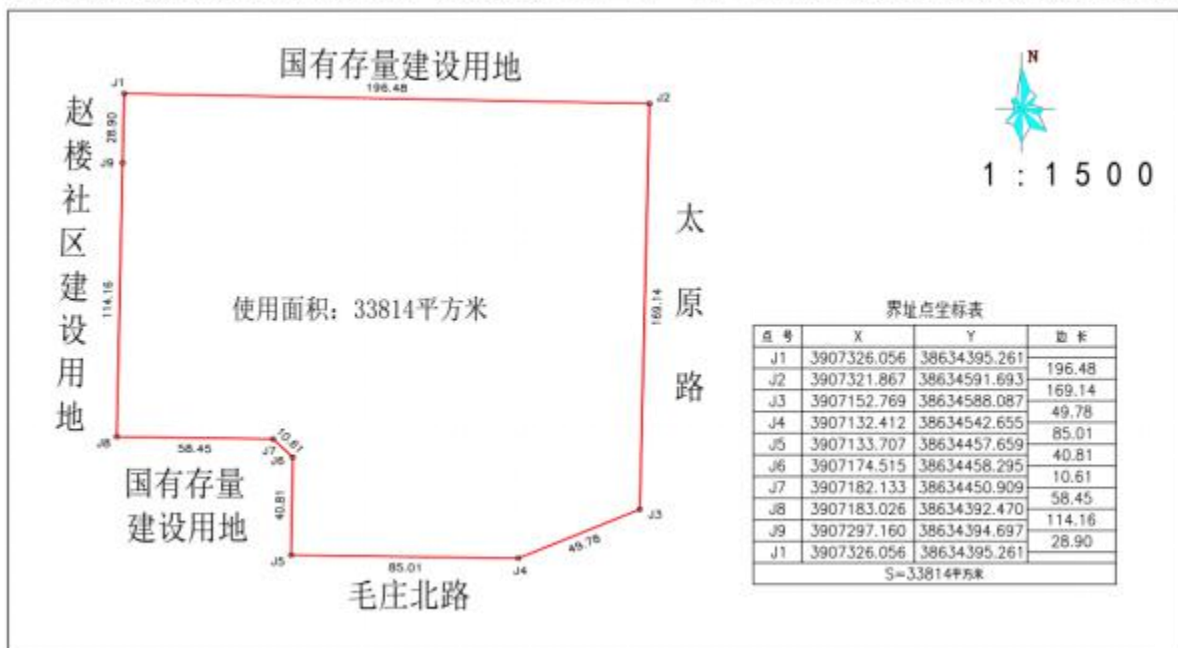 国有存量建设用地
N
1:1500
J1
196.48
J2
28.90
J9
赵楼社区建设用地
114.16
太原路
169.14
使用面积：33814平方米
J8
58.45
J7
10.61
J6
国有存量
建设用地
40.81
J3
49.78
J5
85.01
J4
毛庄北路
界址点坐标表
点号 X Y 边长
J1 3907326.056 38634395.261
196.48
J2 3907321.867 38634591.693
169.14
J3 3907152.769 38634588.087
49.78
J4 3907132.412 38634542.655
85.01
J5 3907133.707 38634457.659
40.81
J6 3907174.515 38634458.295
10.61
J7 3907182.133 38634450.909
58.45
J8 3907183.026 38634392.470
114.16
J9 3907297.160 38634394.697
28.90
J1 3907326.056 38634395.261
S=33814平方米